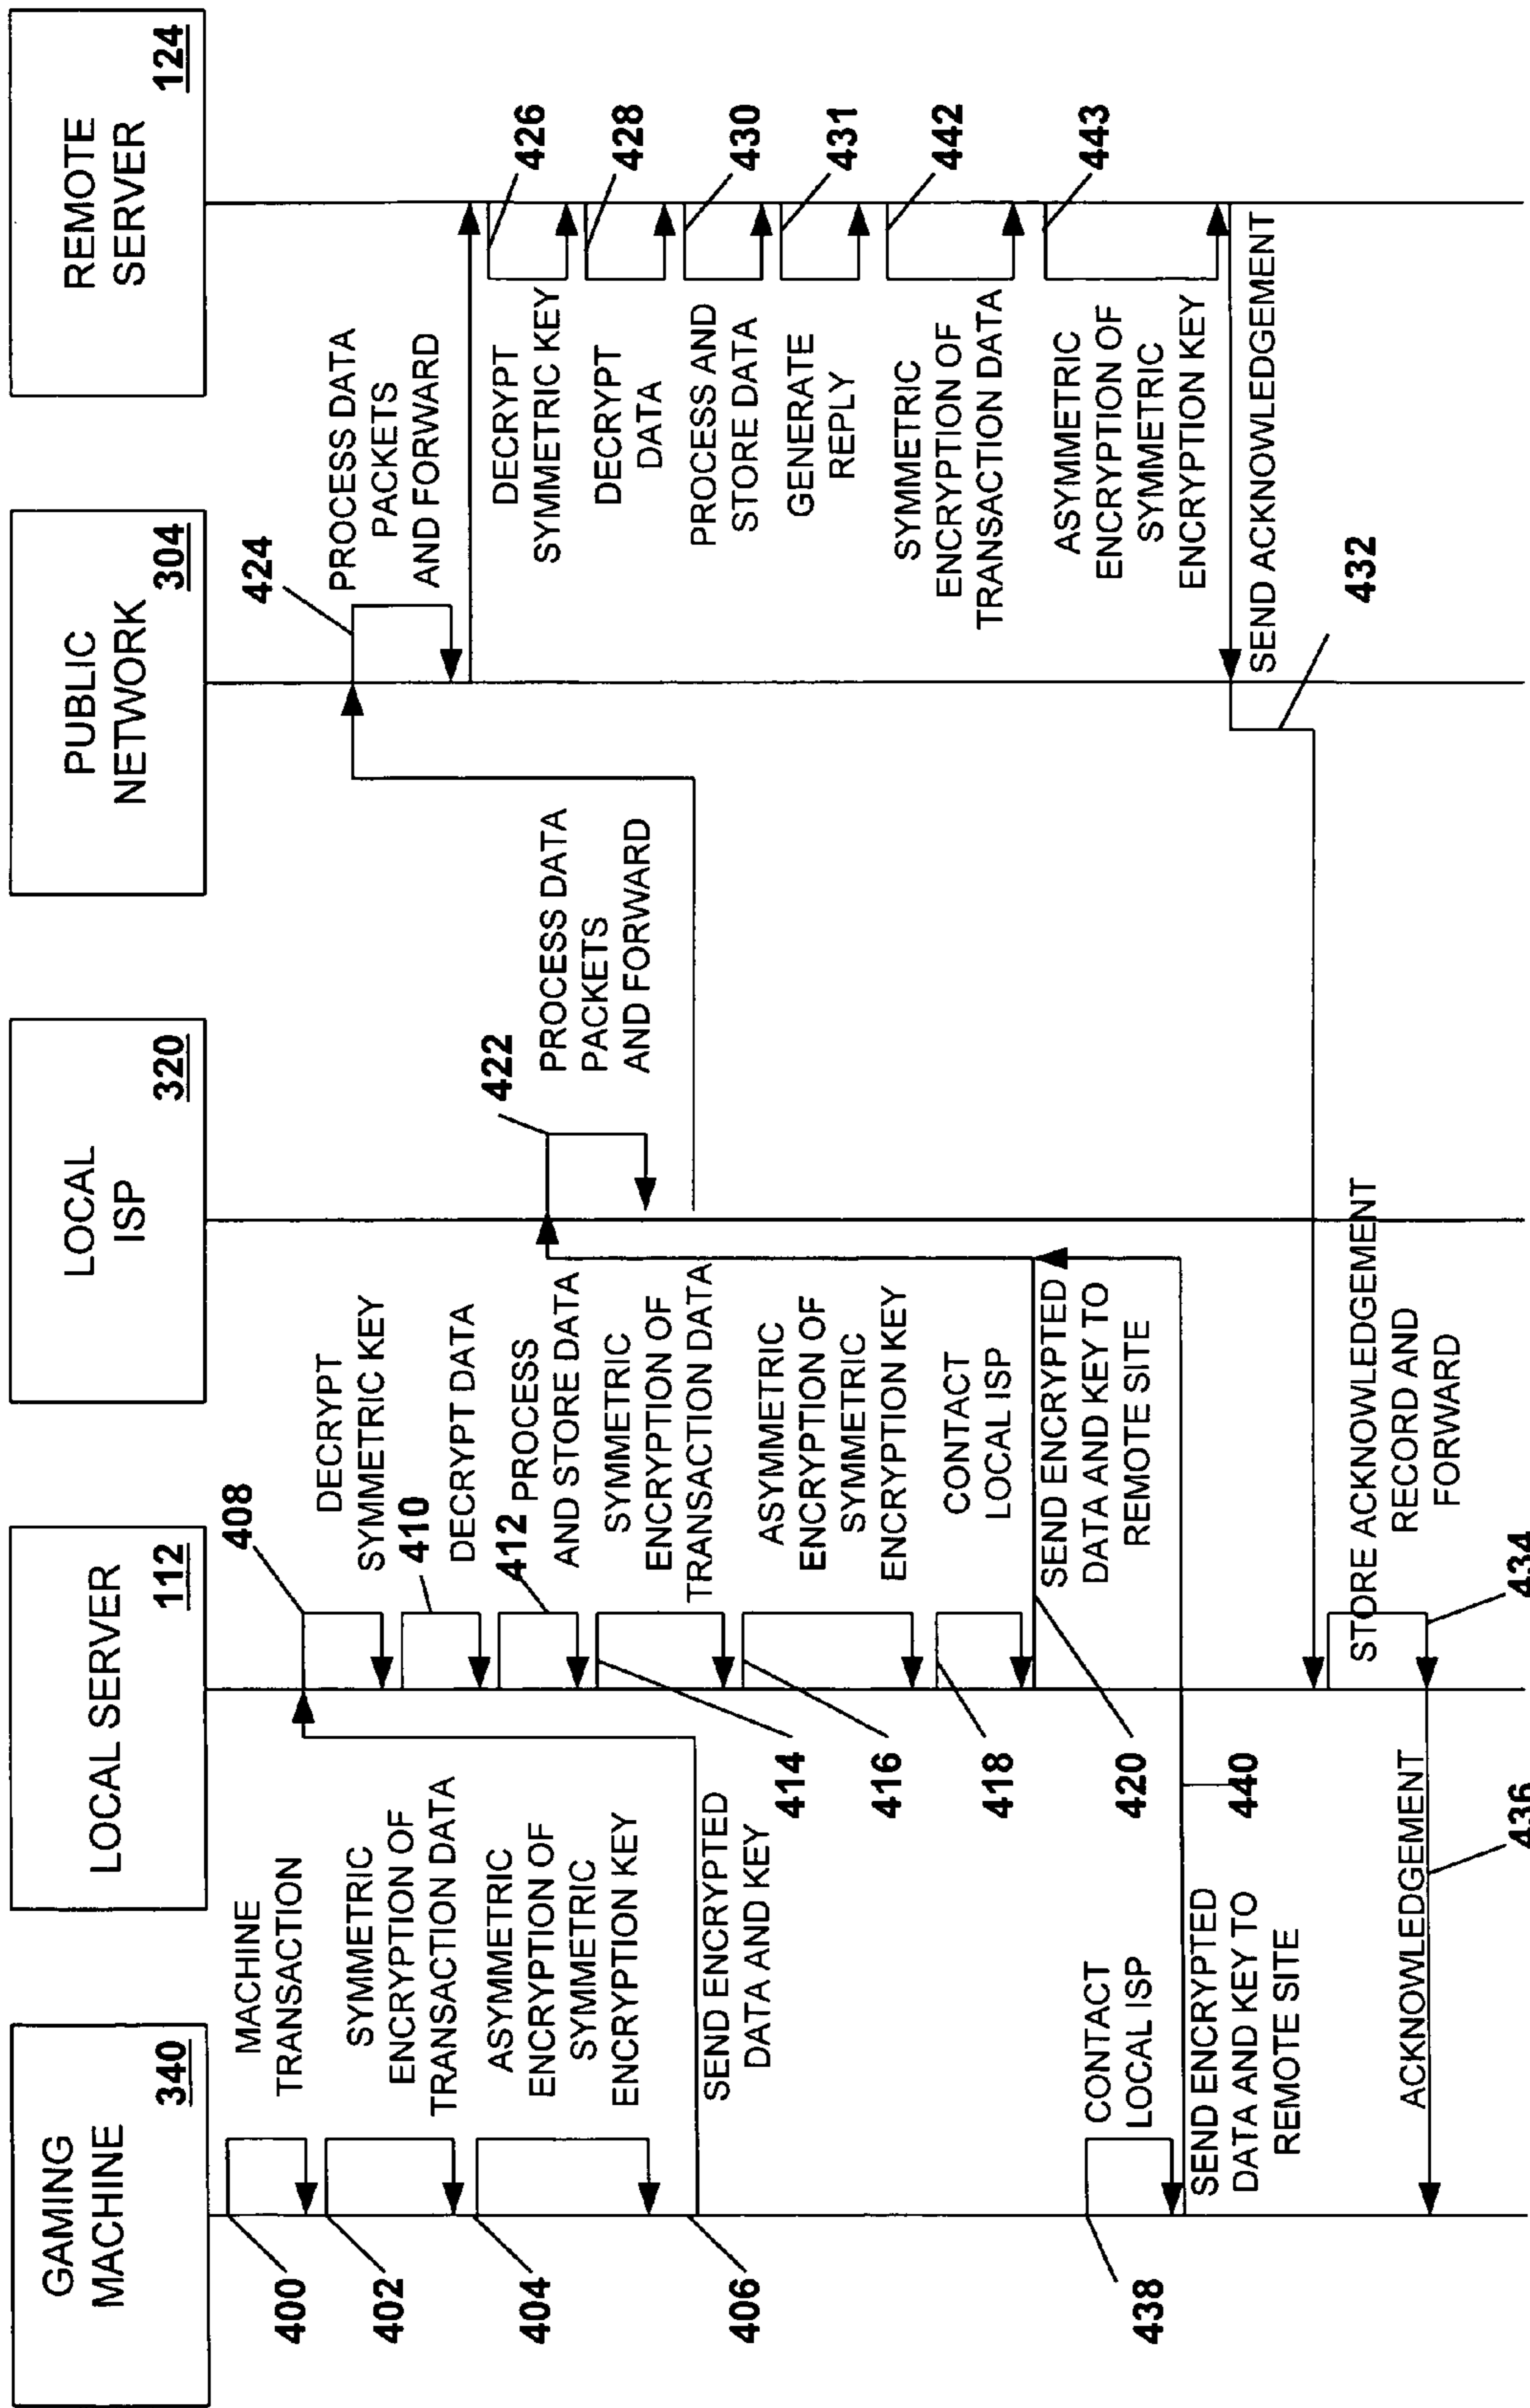 GAMING
MACHINE
340
LOCAL SERVER
112
LOCAL
ISP
320
PUBLIC
NETWORK
304
REMOTE
SERVER
124
400
MACHINE
TRANSACTION
402
SYMMETRIC
ENCRYPTION OF
TRANSACTION DATA
404
ASYMMETRIC
ENCRYPTION OF
SYMMETRIC
ENCRYPTION KEY
406
SEND ENCRYPTED
DATA AND KEY
408
DECRYPT
SYMMETRIC KEY
410
DECRYPT DATA
412
PROCESS
AND STORE DATA
414
SYMMETRIC
ENCRYPTION OF
TRANSACTION DATA
416
ASYMMETRIC
ENCRYPTION OF
SYMMETRIC
ENCRYPTION KEY
418
CONTACT
LOCAL ISP
420
SEND ENCRYPTED
DATA AND KEY TO
REMOTE SITE
422
PROCESS DATA
PACKETS
AND FORWARD
424
PROCESS DATA
PACKETS
AND FORWARD
426
DECRYPT
SYMMETRIC KEY
428
DECRYPT
DATA
430
PROCESS AND
STORE DATA
431
GENERATE
REPLY
442
SYMMETRIC
ENCRYPTION OF
TRANSACTION DATA
443
ASYMMETRIC
ENCRYPTION OF
SYMMETRIC
ENCRYPTION KEY
SEND ACKNOWLEDGEMENT
432
438
CONTACT
LOCAL ISP
440
SEND ENCRYPTED
DATA AND KEY TO
REMOTE SITE
STORE ACKNOWLEDGEMENT
RECORD AND
FORWARD
434
ACKNOWLEDGEMENT
436